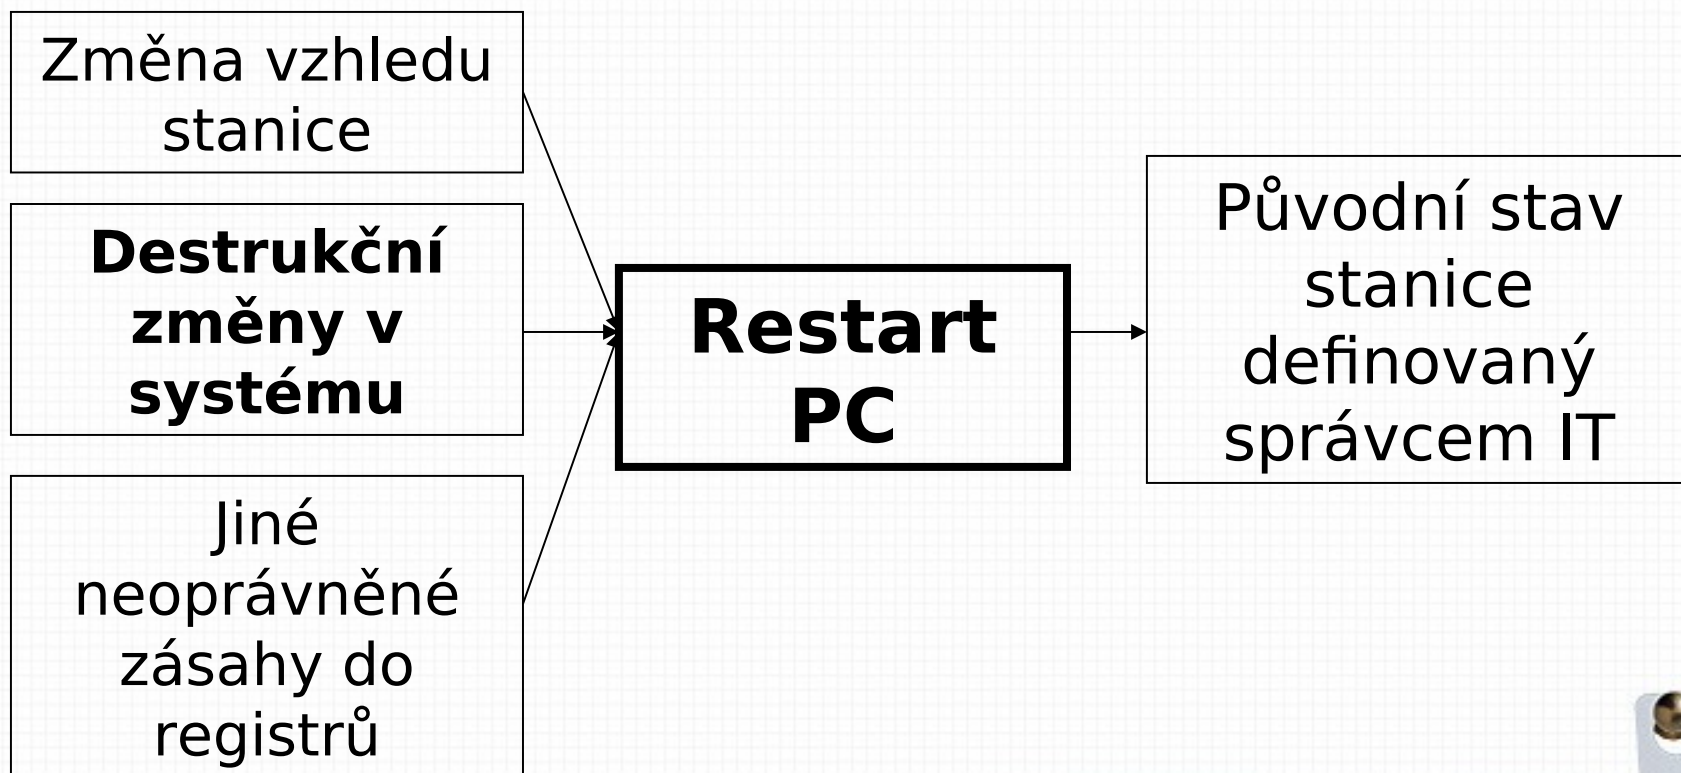 Změna vzhledu
stanice
Destrukční
změny v
systému
Jiné
neoprávněné
zásahy do
registrů
Restart
PC
Původní stav
stanice
definovaný
správcem IT